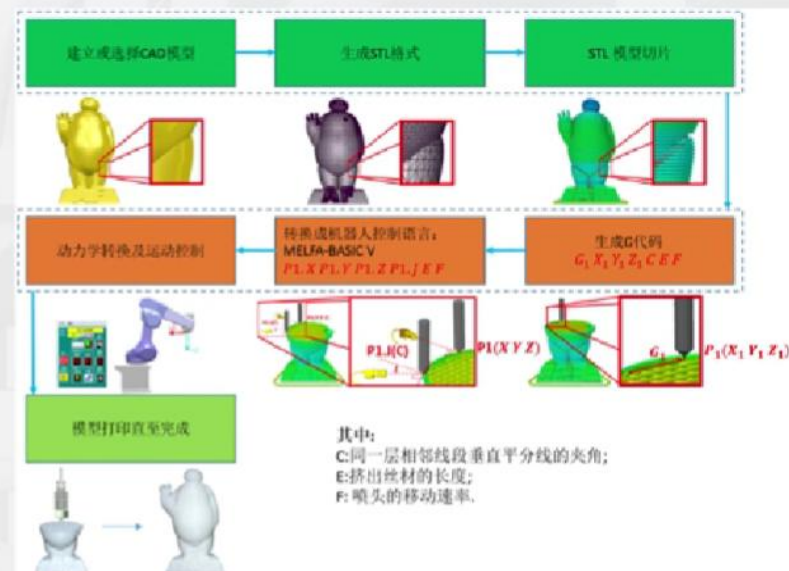 建立或选择CAD模型
生成STL格式
STL 模型切片
动力学转换及运动控制
转换成机器人控制语言:
MELFA-BASIC V
P1.X P1.Y P1.Z P1.J E F
生成G代码
G1 X1 Y1 Z1 C E F
P1.J(C)
P1(X Y Z)
G1
P1(X1 Y1 Z1)
模型打印直至完成
其中:
C:同一层相邻线段垂直平分线的夹角;
E:挤出丝材的长度;
F: 喷头的移动速率.